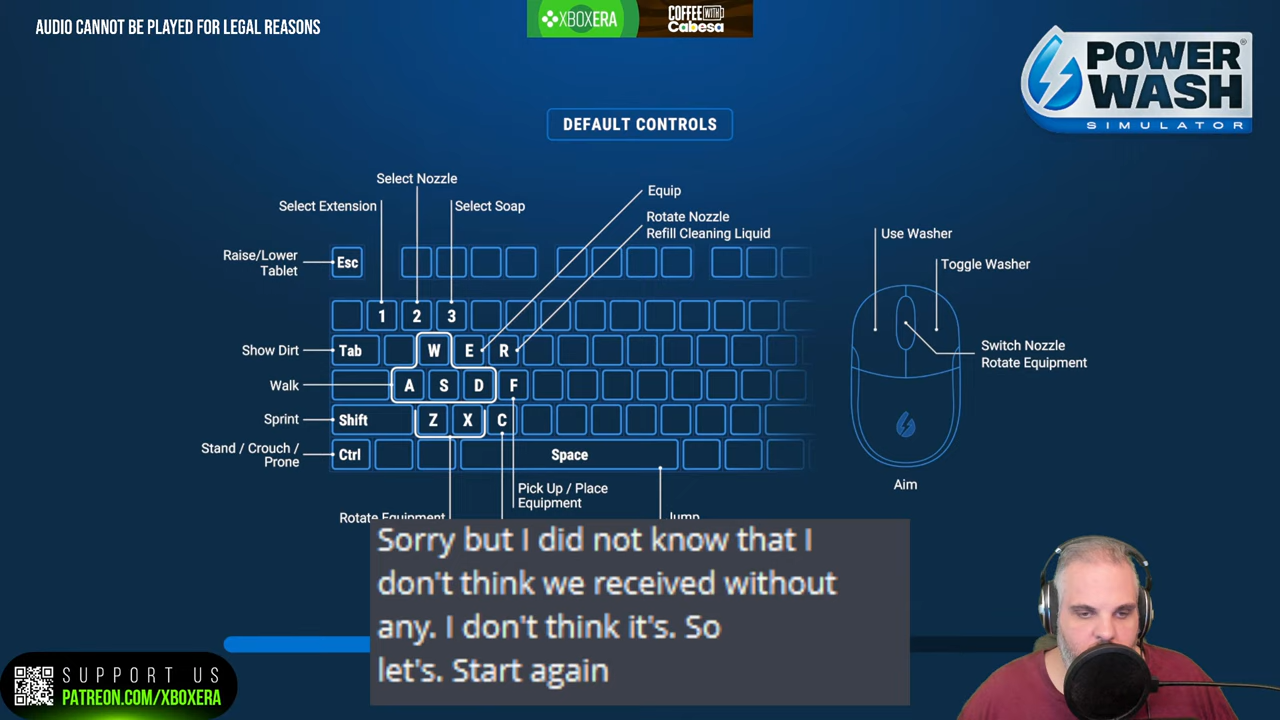 AUDIO CANNOT BE PLAYED FOR LEGAL REASONS
XBOXERA
COFFEE WITH
Cabesa
POWER
WASH
SIMULATOR
DEFAULT CONTROLS
Select Nozzle
Select Extension
Select Soap
Equip
Rotate Nozzle
Refill Cleaning Liquid
Raise/Lower
Tablet
Esc
1 2 3
Show Dirt
Tab W E R
Walk
A S D F
Sprint
Shift Z X C
Stand / Crouch /
Prone
Ctrl Space
Pick Up / Place
Equipment
Rotate Equipment
Jump
Use Washer
Toggle Washer
Switch Nozzle
Rotate Equipment
Aim
Sorry but I did not know that I
don't think we received without
any. I don't think it's. So
let's. Start again
SUPPORT US
PATREON.COM/XBOXERA